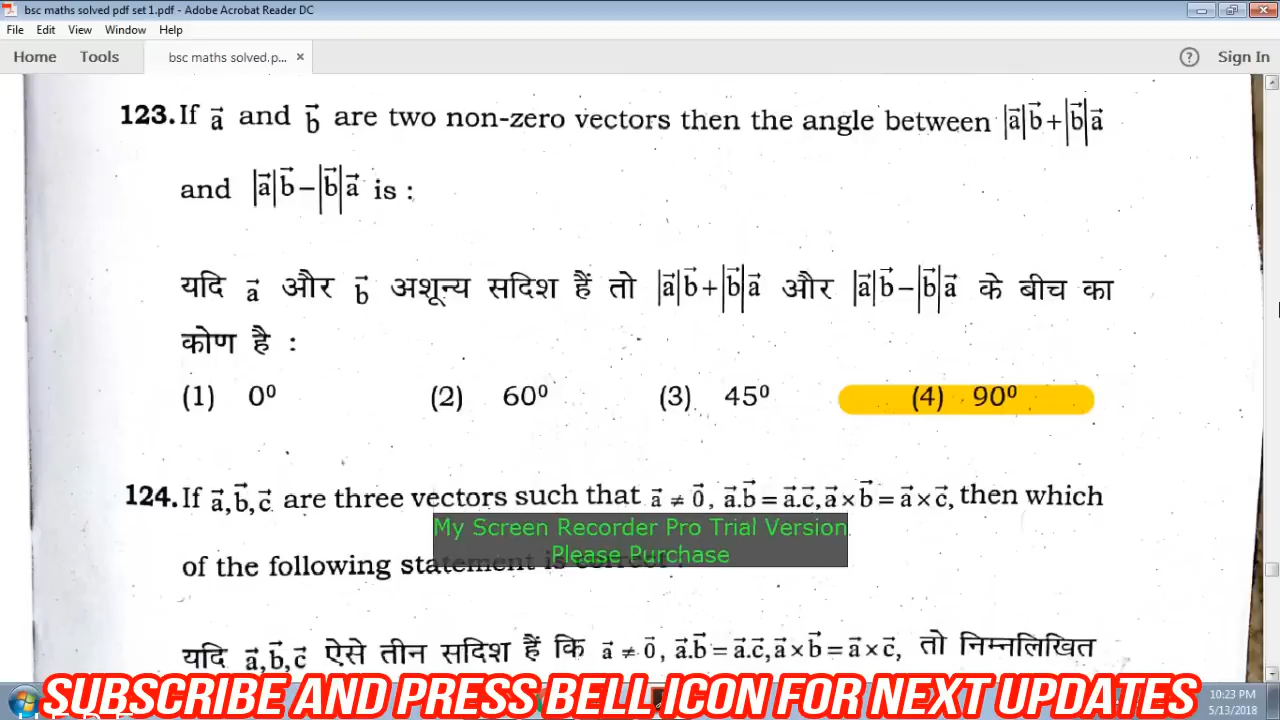 bsc maths solved pdf set 1.pdf - Adobe Acrobat Reader DC
File Edit View Window Help
Home Tools bsc maths solved.p... × ? Sign In
123. If a⃗ and b⃗ are two non-zero vectors then the angle between |a⃗|b⃗+|b⃗|a⃗
and |a⃗|b⃗−|b⃗|a⃗ is :
यदि a⃗ और b⃗ अशून्य सदिश हैं तो |a⃗|b⃗+|b⃗|a⃗ और |a⃗|b⃗−|b⃗|a⃗ के बीच का
कोण है :
(1) 0⁰ (2) 60⁰ (3) 45⁰ (4) 90⁰
124. If a⃗,b⃗,c⃗ are three vectors such that a⃗ ≠ 0⃗, a⃗.b⃗ = a⃗.c⃗, a⃗×b⃗ = a⃗×c⃗, then which
My Screen Recorder Pro Trial Version
Please Purchase
of the following statement is correct :
यदि a⃗,b⃗,c⃗ ऐसे तीन सदिश हैं कि a⃗ ≠ 0⃗, a⃗.b⃗ = a⃗.c⃗, a⃗×b⃗ = a⃗×c⃗, तो निम्नलिखित
SUBSCRIBE AND PRESS BELL ICON FOR NEXT UPDATES
10:23 PM
5/13/2018